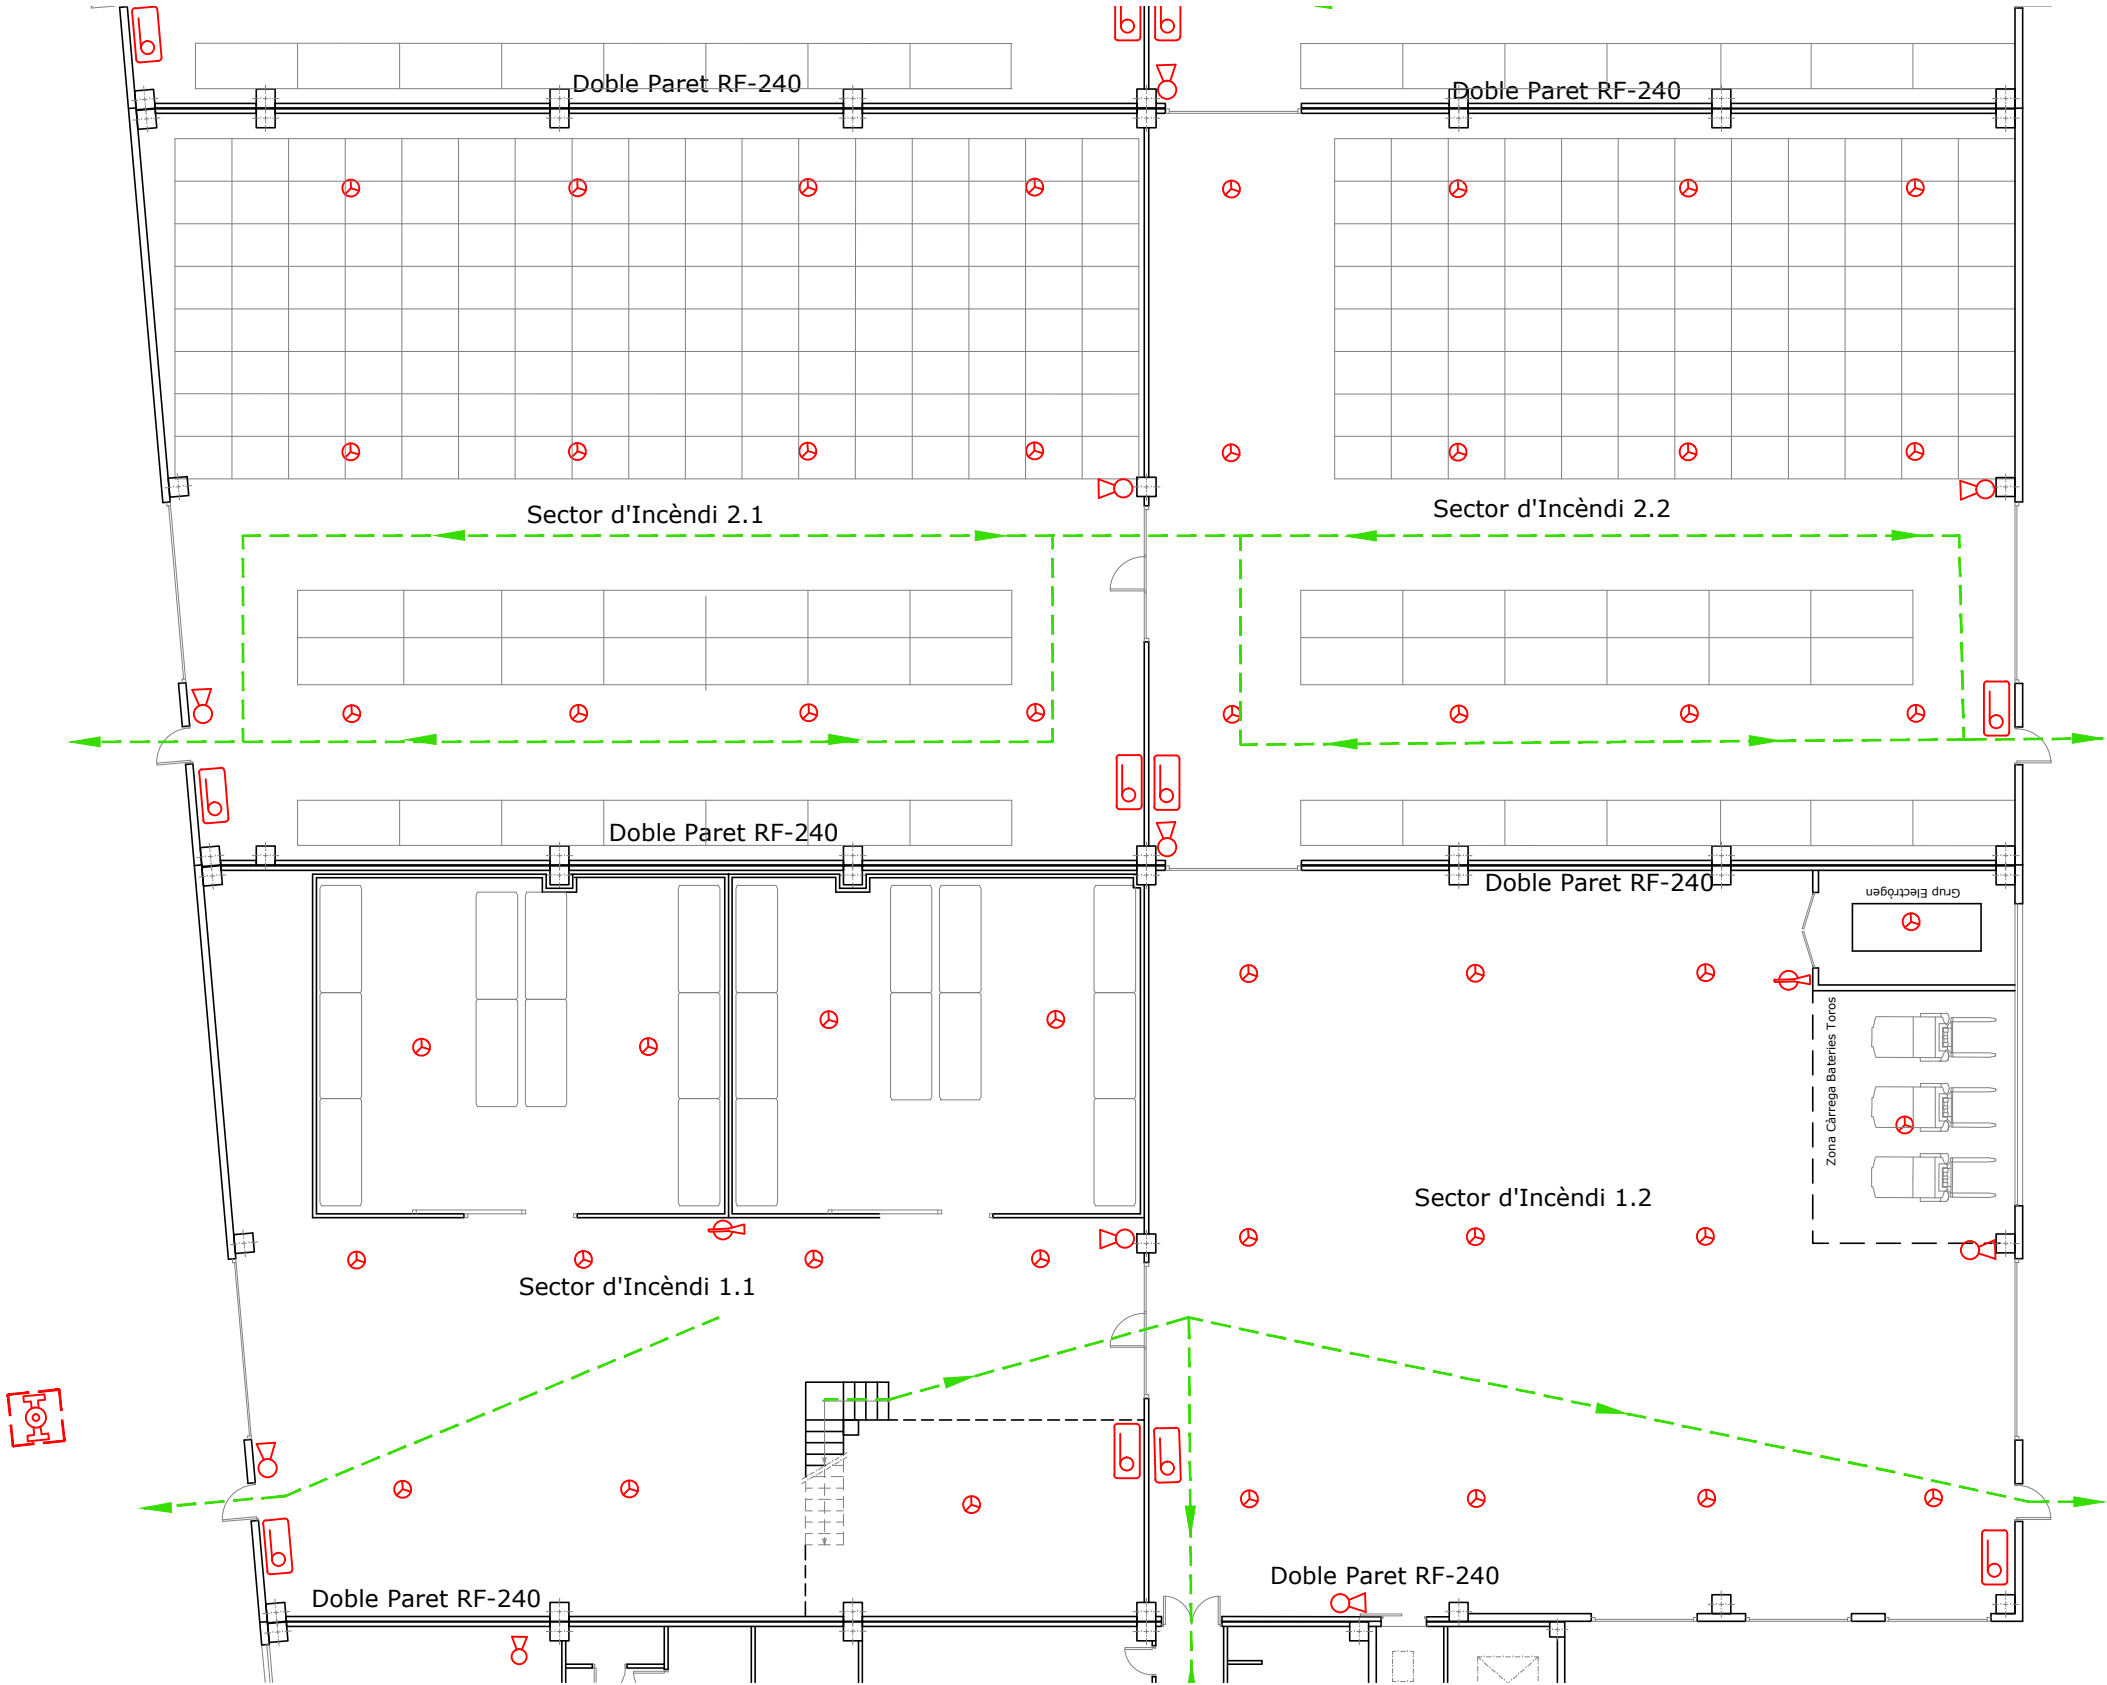 Doble Paret RF-240
Doble Paret RF-240
Sector d'Incèndi 2.1
Sector d'Incèndi 2.2
Doble Paret RF-240
Doble Paret RF-240
Grup Electrògen
Zona Càrrega Bateries Toros
Sector d'Incèndi 1.2
Sector d'Incèndi 1.1
Doble Paret RF-240
Doble Paret RF-240